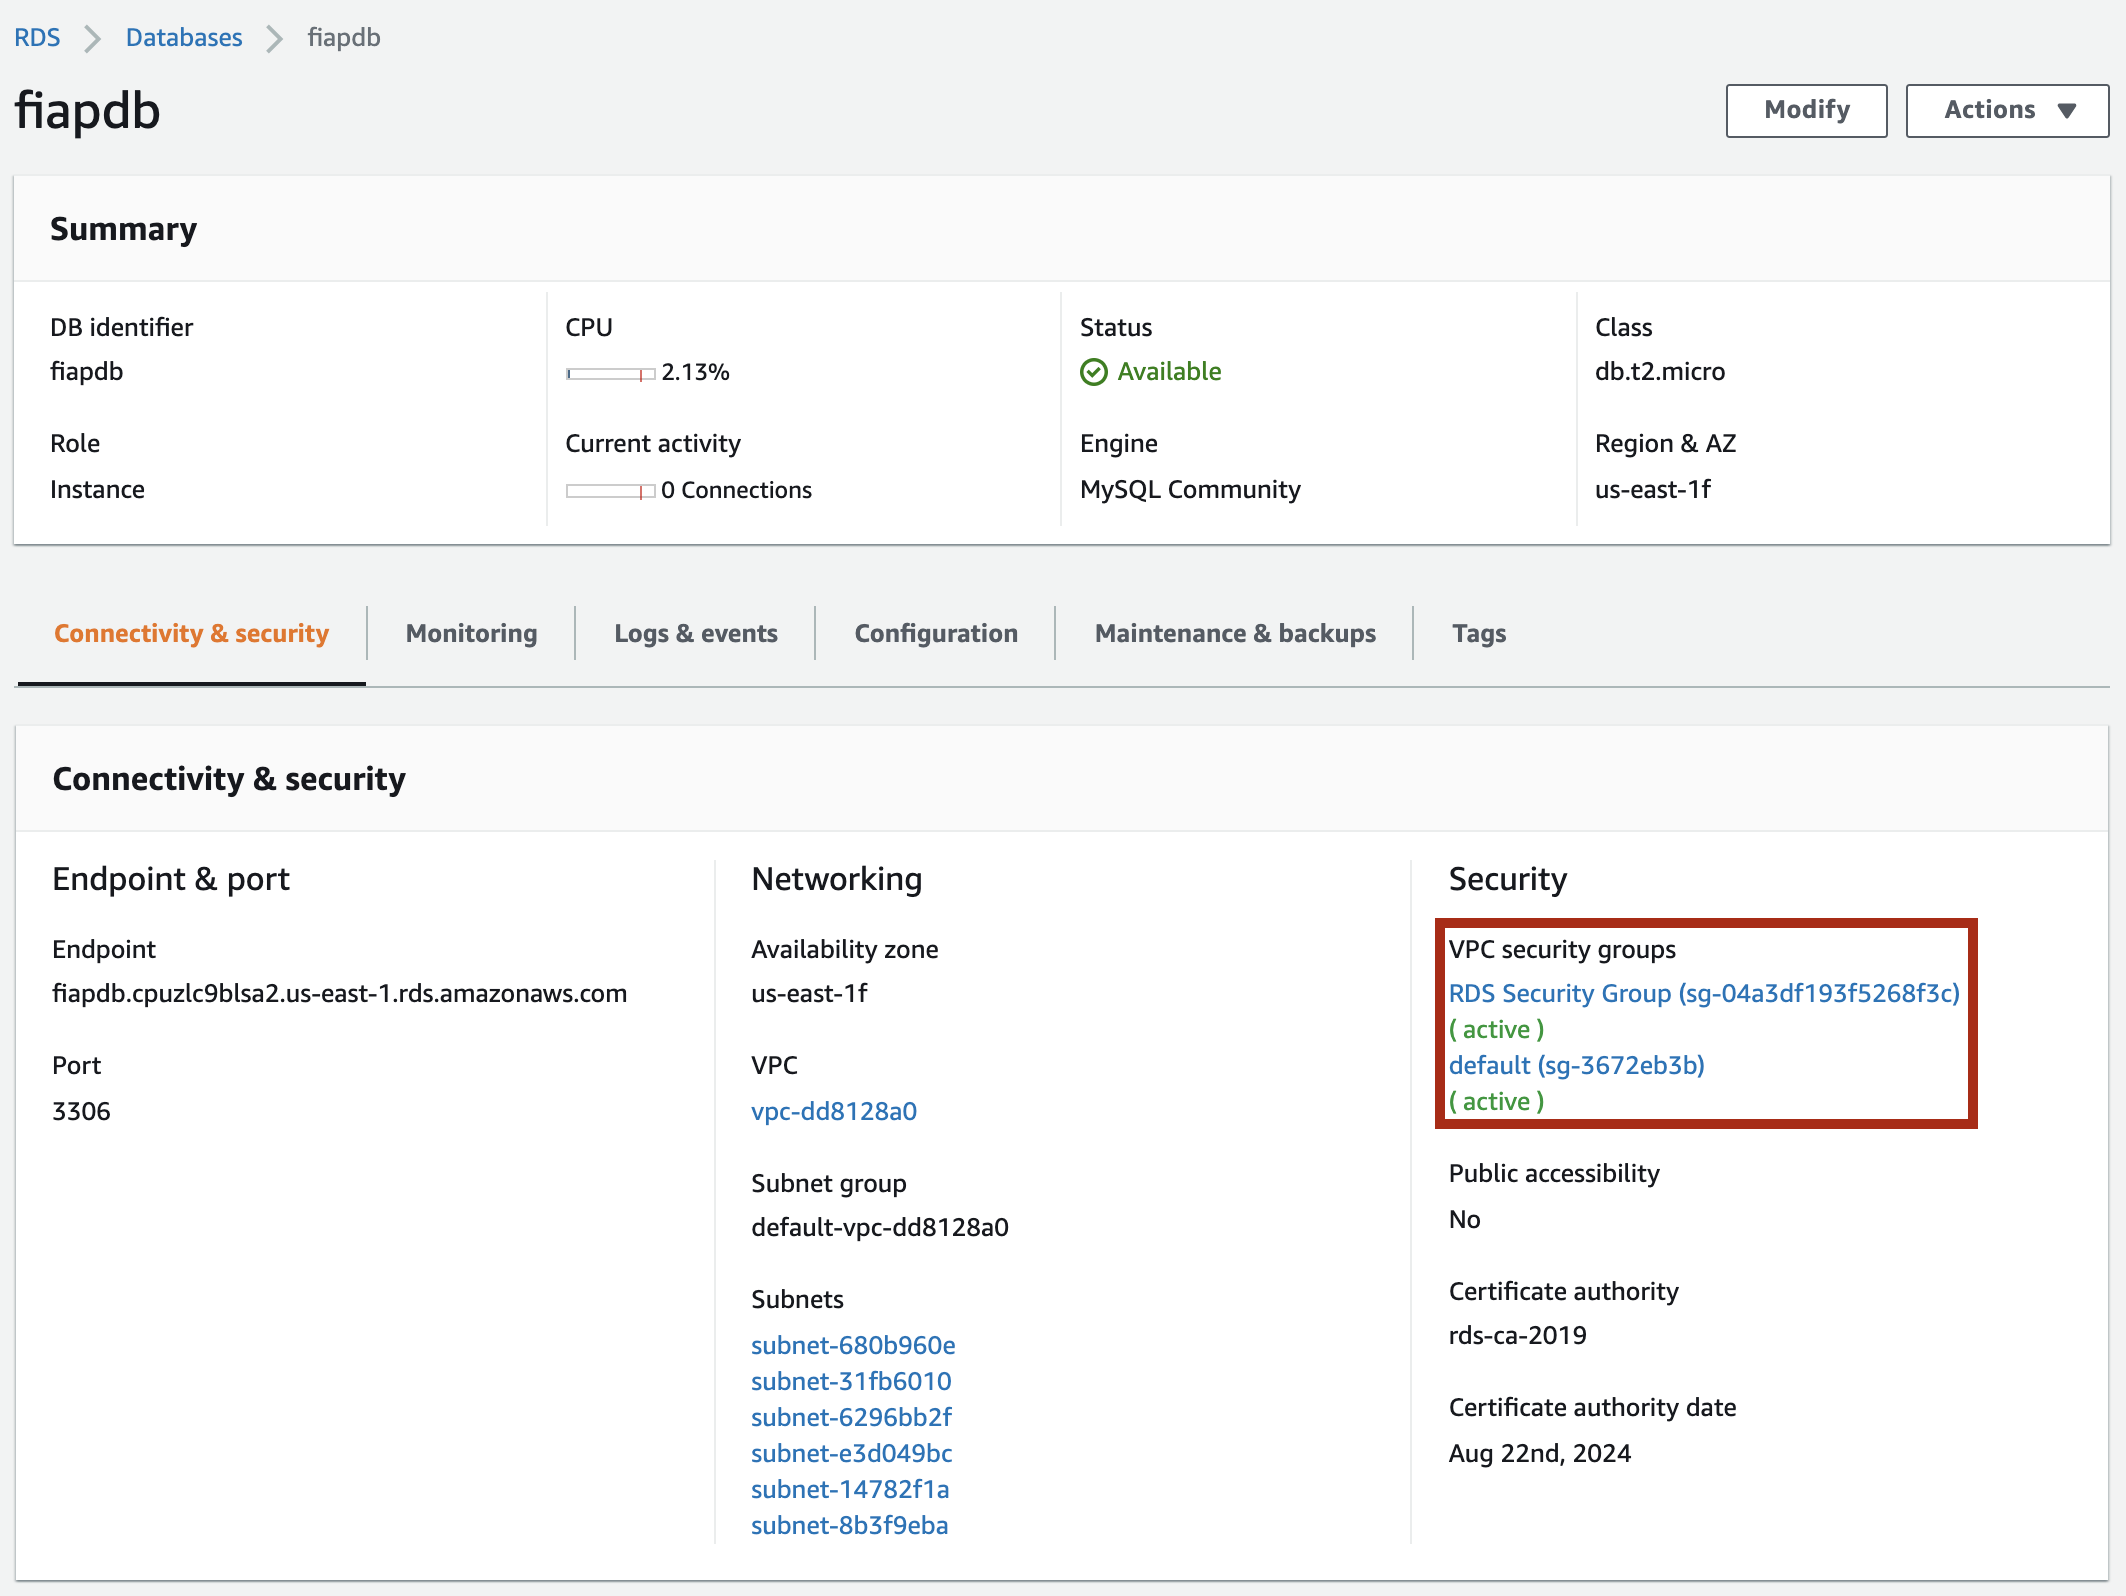 RDS > Databases > fiapdb
fiapdb
Modify
Actions
Summary
DB identifier
fiapdb
CPU
2.13%
Status
Available
Class
db.t2.micro
Role
Instance
Current activity
0 Connections
Engine
MySQL Community
Region & AZ
us-east-1f
Connectivity & security
Monitoring
Logs & events
Configuration
Maintenance & backups
Tags
Connectivity & security
Endpoint & port
Endpoint
fiapdb.cpuzlc9blsa2.us-east-1.rds.amazonaws.com
Port
3306
Networking
Availability zone
us-east-1f
VPC
vpc-dd8128a0
Subnet group
default-vpc-dd8128a0
Subnets
subnet-680b960e
subnet-31fb6010
subnet-6296bb2f
subnet-e3d049bc
subnet-14782f1a
subnet-8b3f9eba
Security
VPC security groups
RDS Security Group (sg-04a3df193f5268f3c)
( active )
default (sg-3672eb3b)
( active )
Public accessibility
No
Certificate authority
rds-ca-2019
Certificate authority date
Aug 22nd, 2024